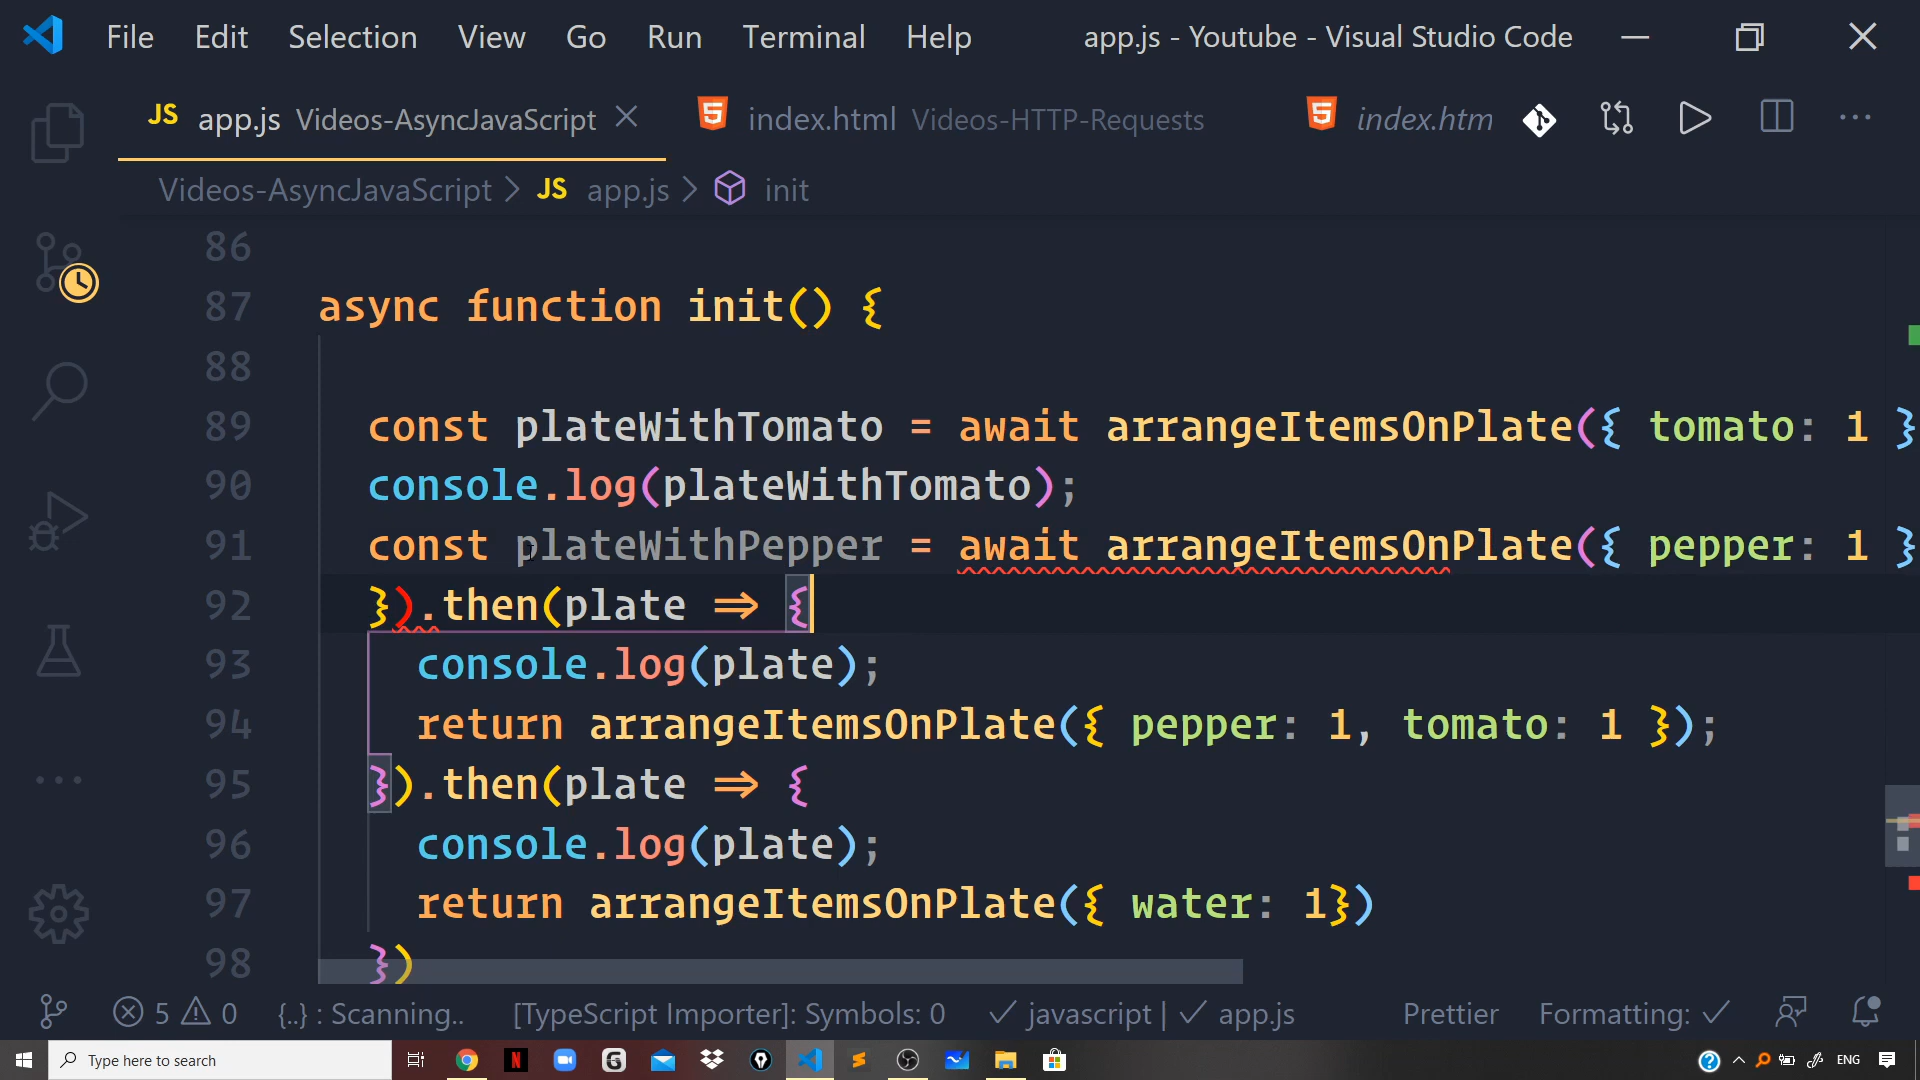 File Edit Selection View Go Run Terminal Help app.js - Youtube - Visual Studio Code
JS app.js Videos-AsyncJavaScript index.html Videos-HTTP-Requests index.htm
Videos-AsyncJavaScript > JS app.js > init
86
87 async function init() {
88
89 const plateWithTomato = await arrangeItemsOnPlate({ tomato: 1 }
90 console.log(plateWithTomato);
91 const plateWithPepper = await arrangeItemsOnPlate({ pepper: 1 }
92 }).then(plate => {
93 console.log(plate);
94 return arrangeItemsOnPlate({ pepper: 1, tomato: 1 });
95 }).then(plate => {
96 console.log(plate);
97 return arrangeItemsOnPlate({ water: 1})
98 })
5 0 {..} : Scanning.. [TypeScript Importer]: Symbols: 0 ✓ javascript | ✓ app.js Prettier Formatting: ✓
Type here to search ENG